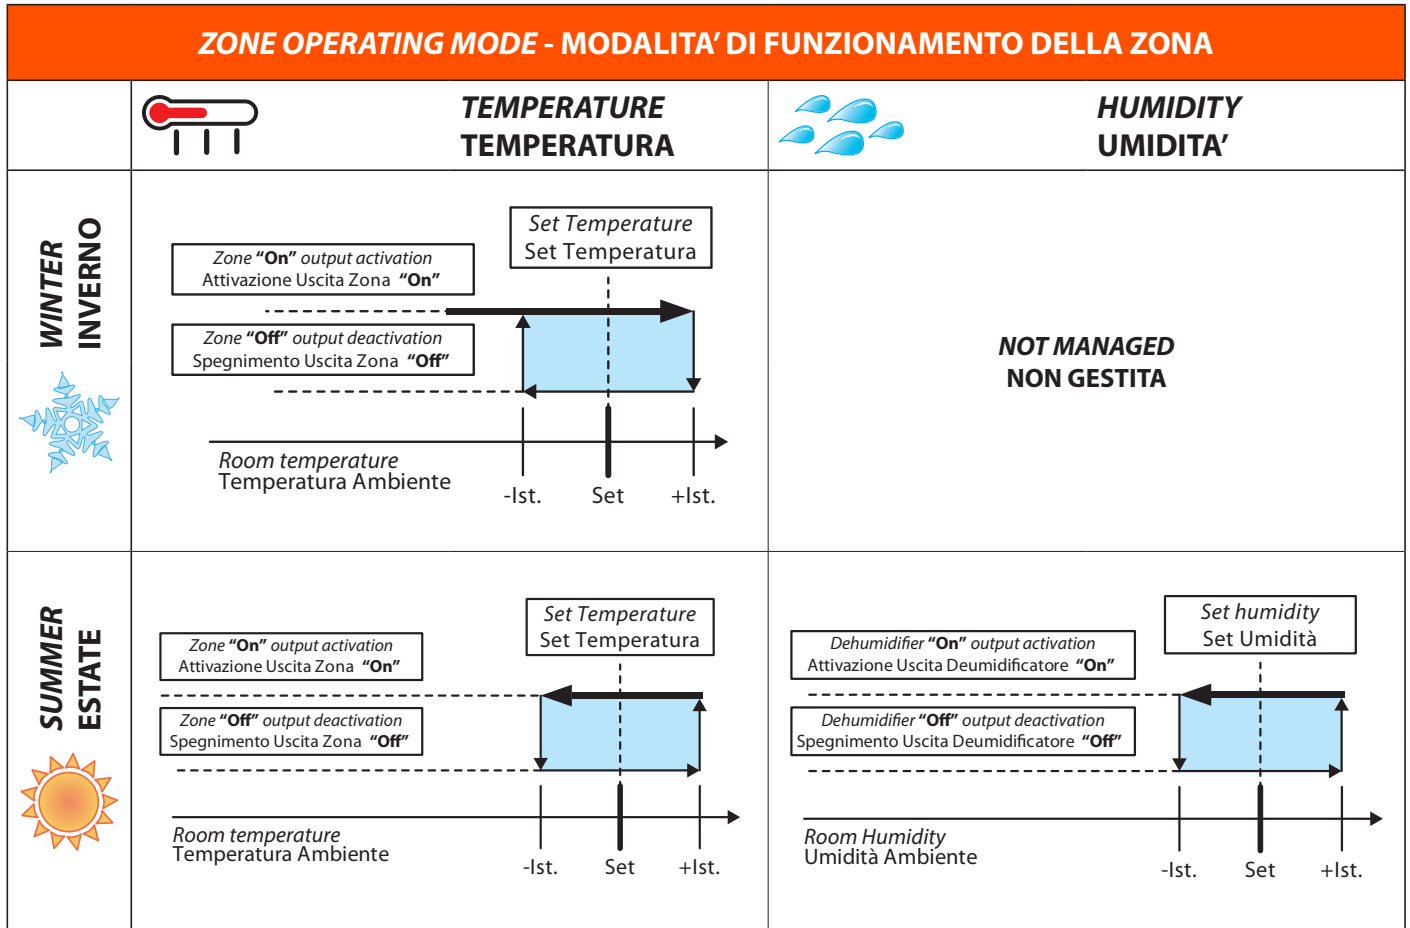 ZONE OPERATING MODE - MODALITA’ DI FUNZIONAMENTO DELLA ZONA
TEMPERATURE
TEMPERATURA
HUMIDITY
UMIDITA’
WINTER
INVERNO
Set Temperature
Set Temperatura
Zone “On” output activation
Attivazione Uscita Zona “On”
Zone “Off” output deactivation
Spegnimento Uscita Zona “Off”
Room temperature
Temperatura Ambiente
-Ist. Set +Ist.
NOT MANAGED
NON GESTITA
SUMMER
ESTATE
Set Temperature
Set Temperatura
Zone “On” output activation
Attivazione Uscita Zona “On”
Zone “Off” output deactivation
Spegnimento Uscita Zona “Off”
Room temperature
Temperatura Ambiente
-Ist. Set +Ist.
Set humidity
Set Umidità
Dehumidifier “On” output activation
Attivazione Uscita Deumidificatore “On”
Dehumidifier “Off” output deactivation
Spegnimento Uscita Deumidificatore “Off”
Room Humidity
Umidità Ambiente
-Ist. Set +Ist.